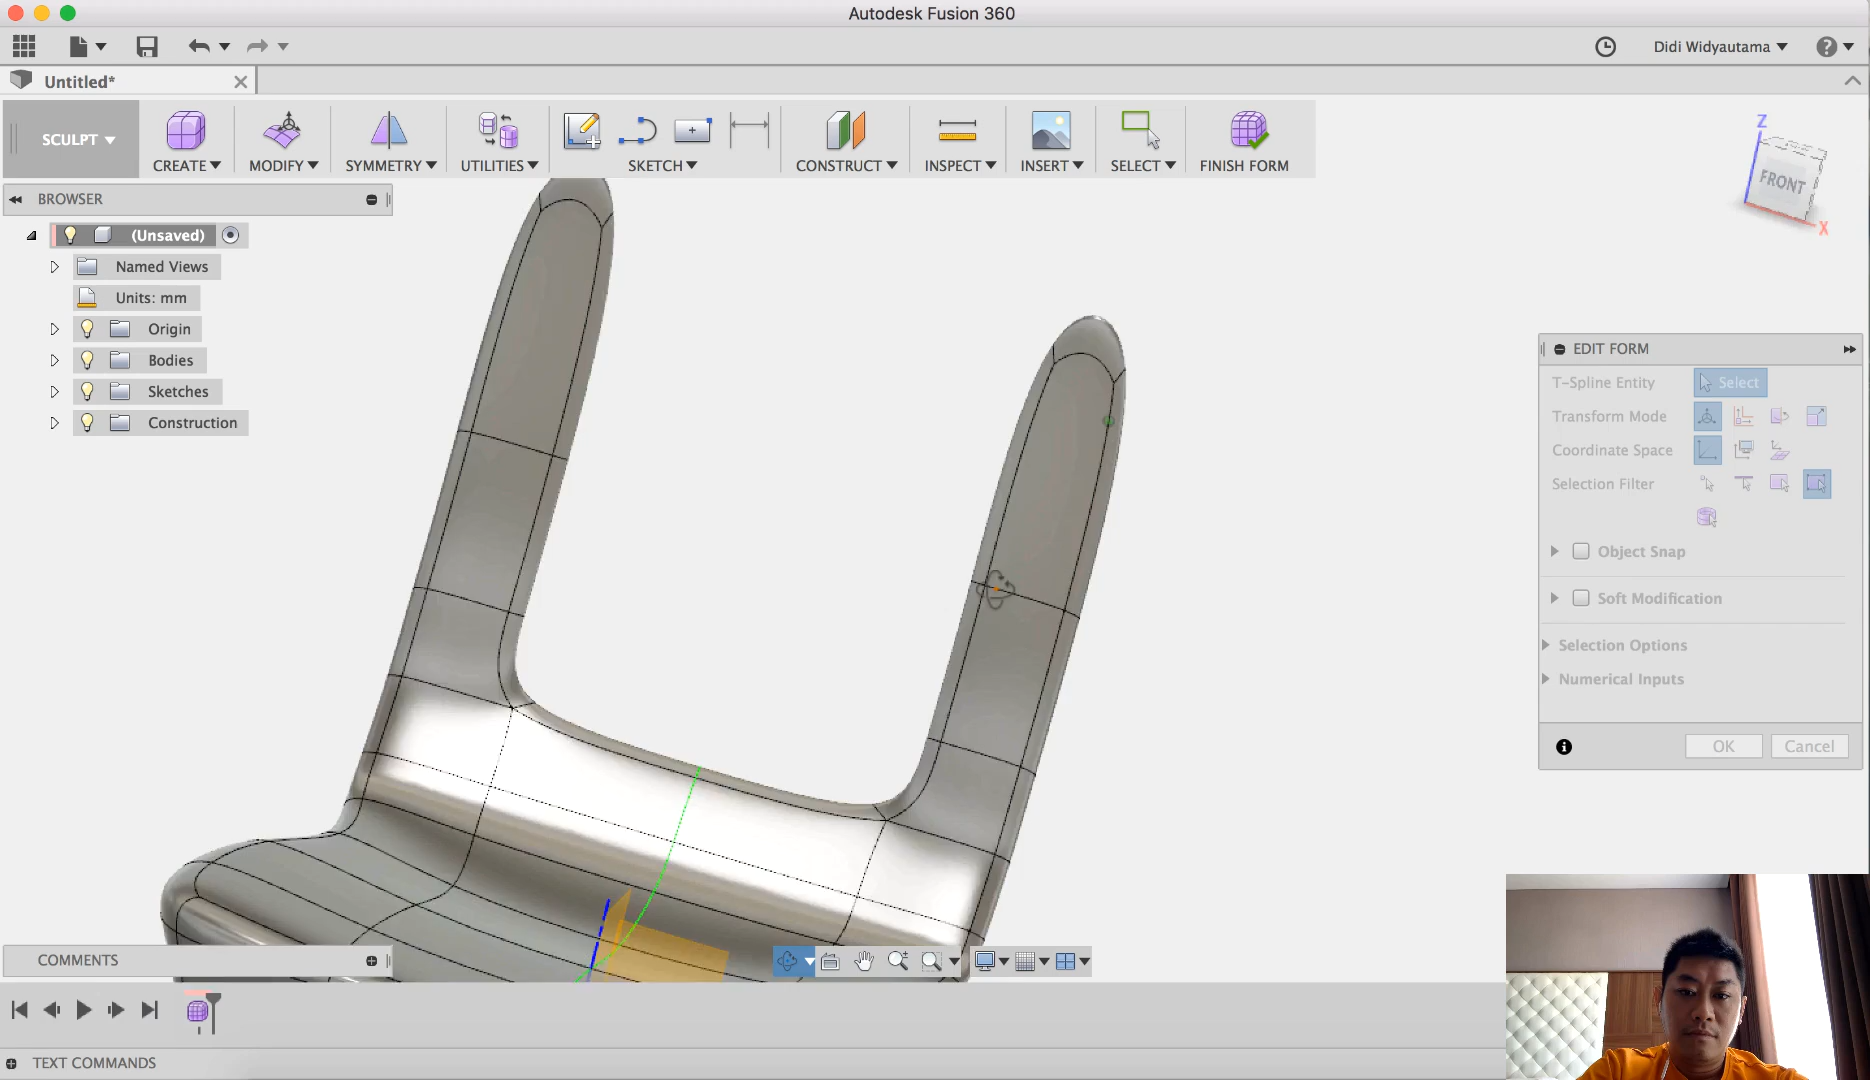 Autodesk Fusion 360
Didi Widyautama
?
Untitled*
SCULPT
CREATE
MODIFY
SYMMETRY
UTILITIES
SKETCH
CONSTRUCT
INSPECT
INSERT
SELECT
FINISH FORM
Z
FRONT
X
BROWSER
(Unsaved)
Named Views
Units: mm
Origin
Bodies
Sketches
Construction
EDIT FORM
T-Spline Entity
Select
Transform Mode
Coordinate Space
Selection Filter
Object Snap
Soft Modification
Selection Options
Numerical Inputs
OK
Cancel
COMMENTS
TEXT COMMANDS